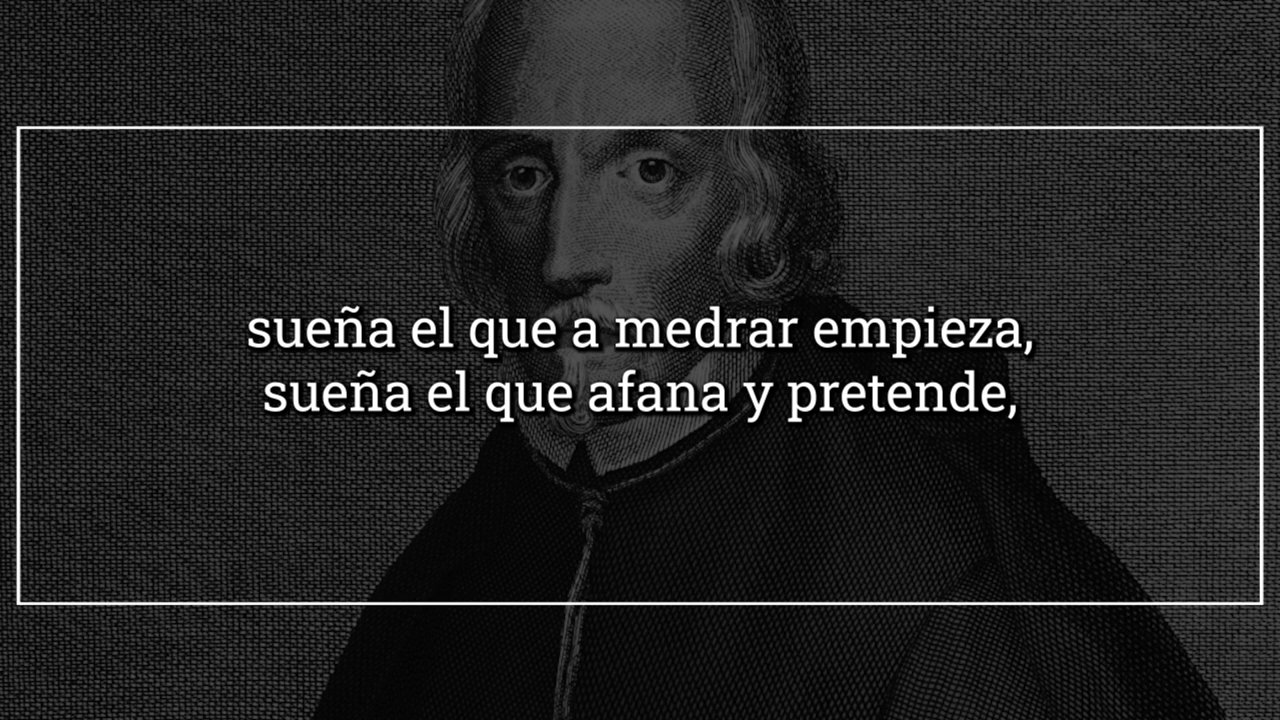 sueña el que a medrar empieza,
sueña el que afana y pretende,